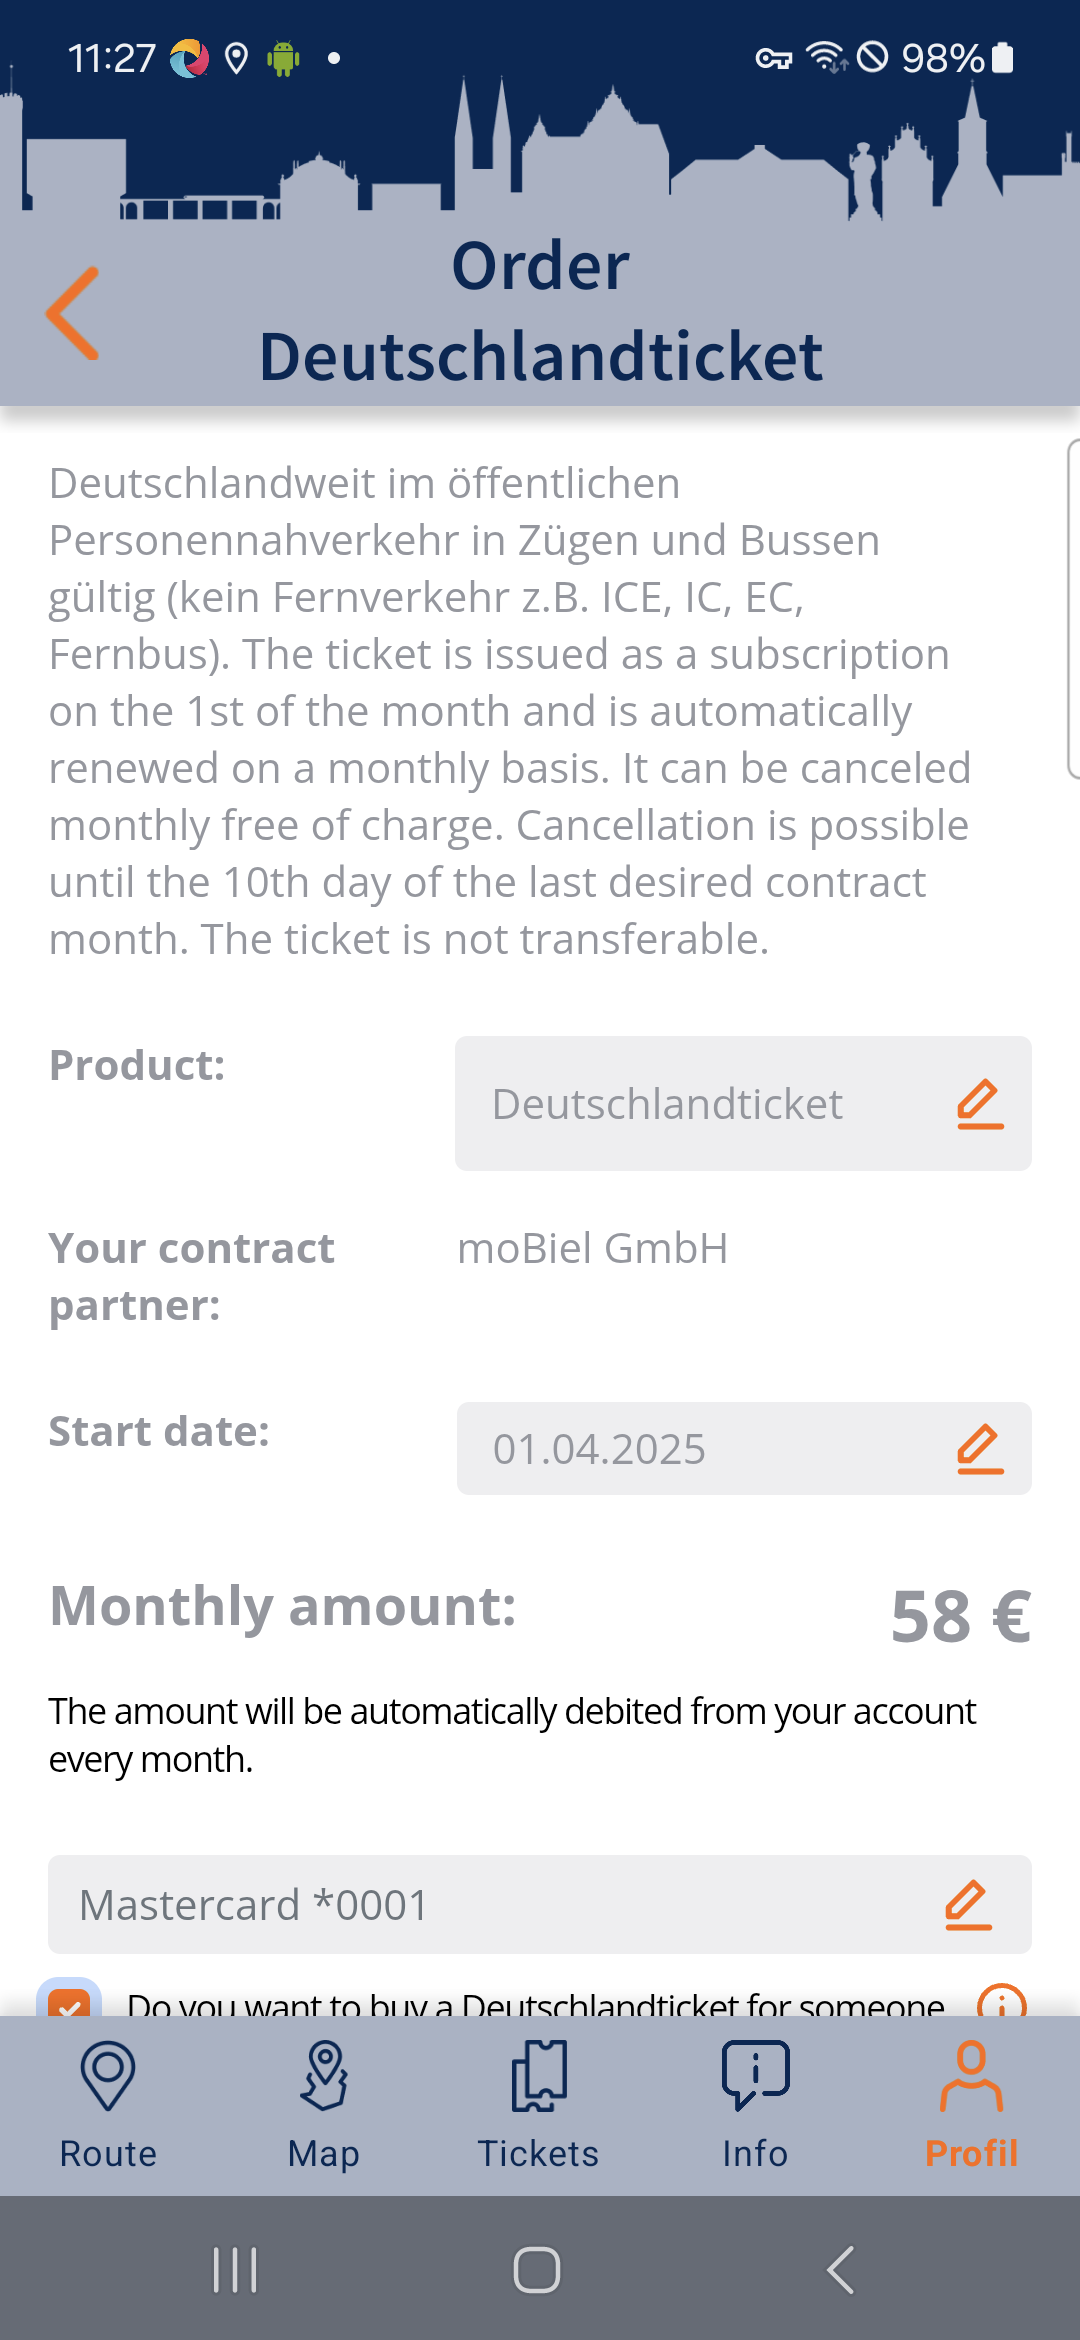 11:27
98%
Order
Deutschlandticket
Deutschlandweit im öffentlichen
Personennahverkehr in Zügen und Bussen
gültig (kein Fernverkehr z.B. ICE, IC, EC,
Fernbus). The ticket is issued as a subscription
on the 1st of the month and is automatically
renewed on a monthly basis. It can be canceled
monthly free of charge. Cancellation is possible
until the 10th day of the last desired contract
month. The ticket is not transferable.
Product:
Deutschlandticket
Your contract
partner:
moBiel GmbH
Start date:
01.04.2025
Monthly amount:
58 €
The amount will be automatically debited from your account
every month.
Mastercard *0001
Do you want to buy a Deutschlandticket for someone
Route
Map
Tickets
Info
Profil